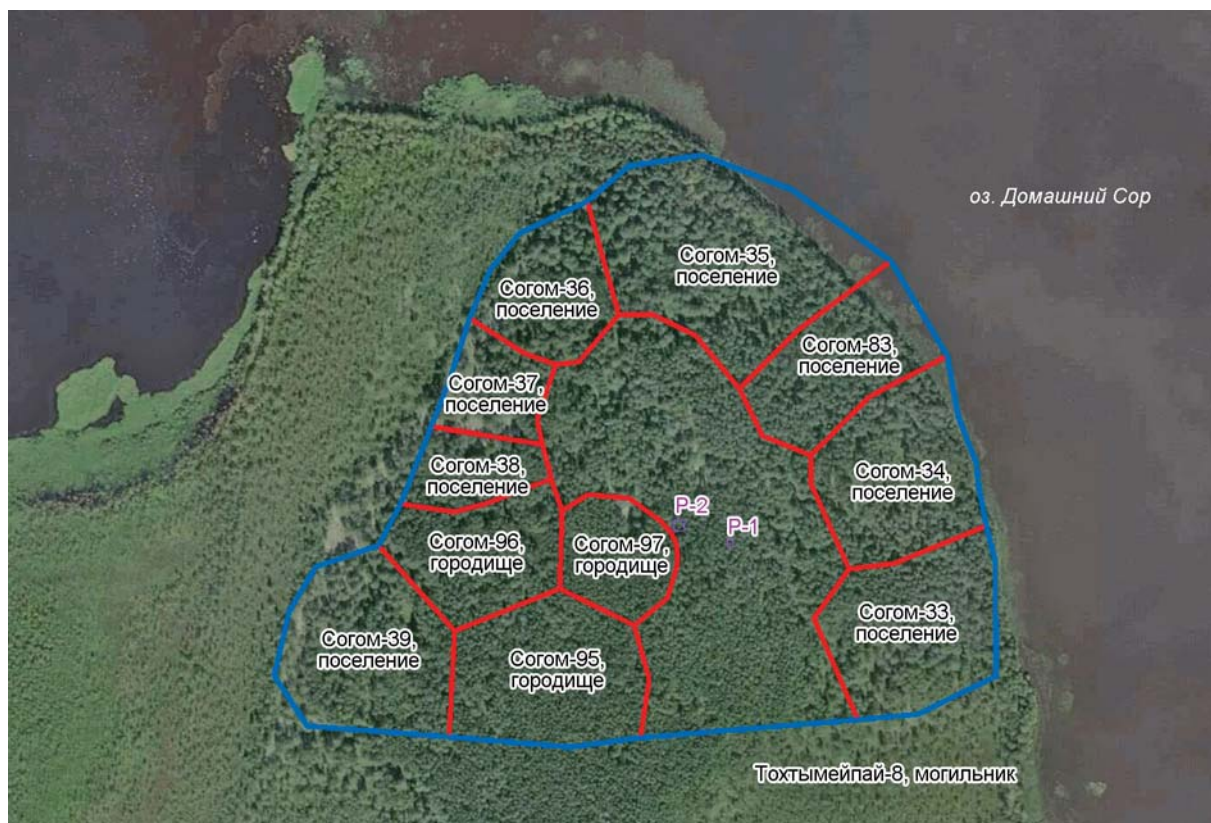 оз. Домашний Сор
Согом-35,
поселение
Согом-36,
поселение
Согом-83,
поселение
Согом-37,
поселение
Согом-38,
поселение
Согом-34,
поселение
Р-2
Р-1
Согом-96,
городище
Согом-97,
городище
Согом-33,
поселение
Согом-39,
поселение
Согом-95,
городище
Тохтымейпай-8, могильник